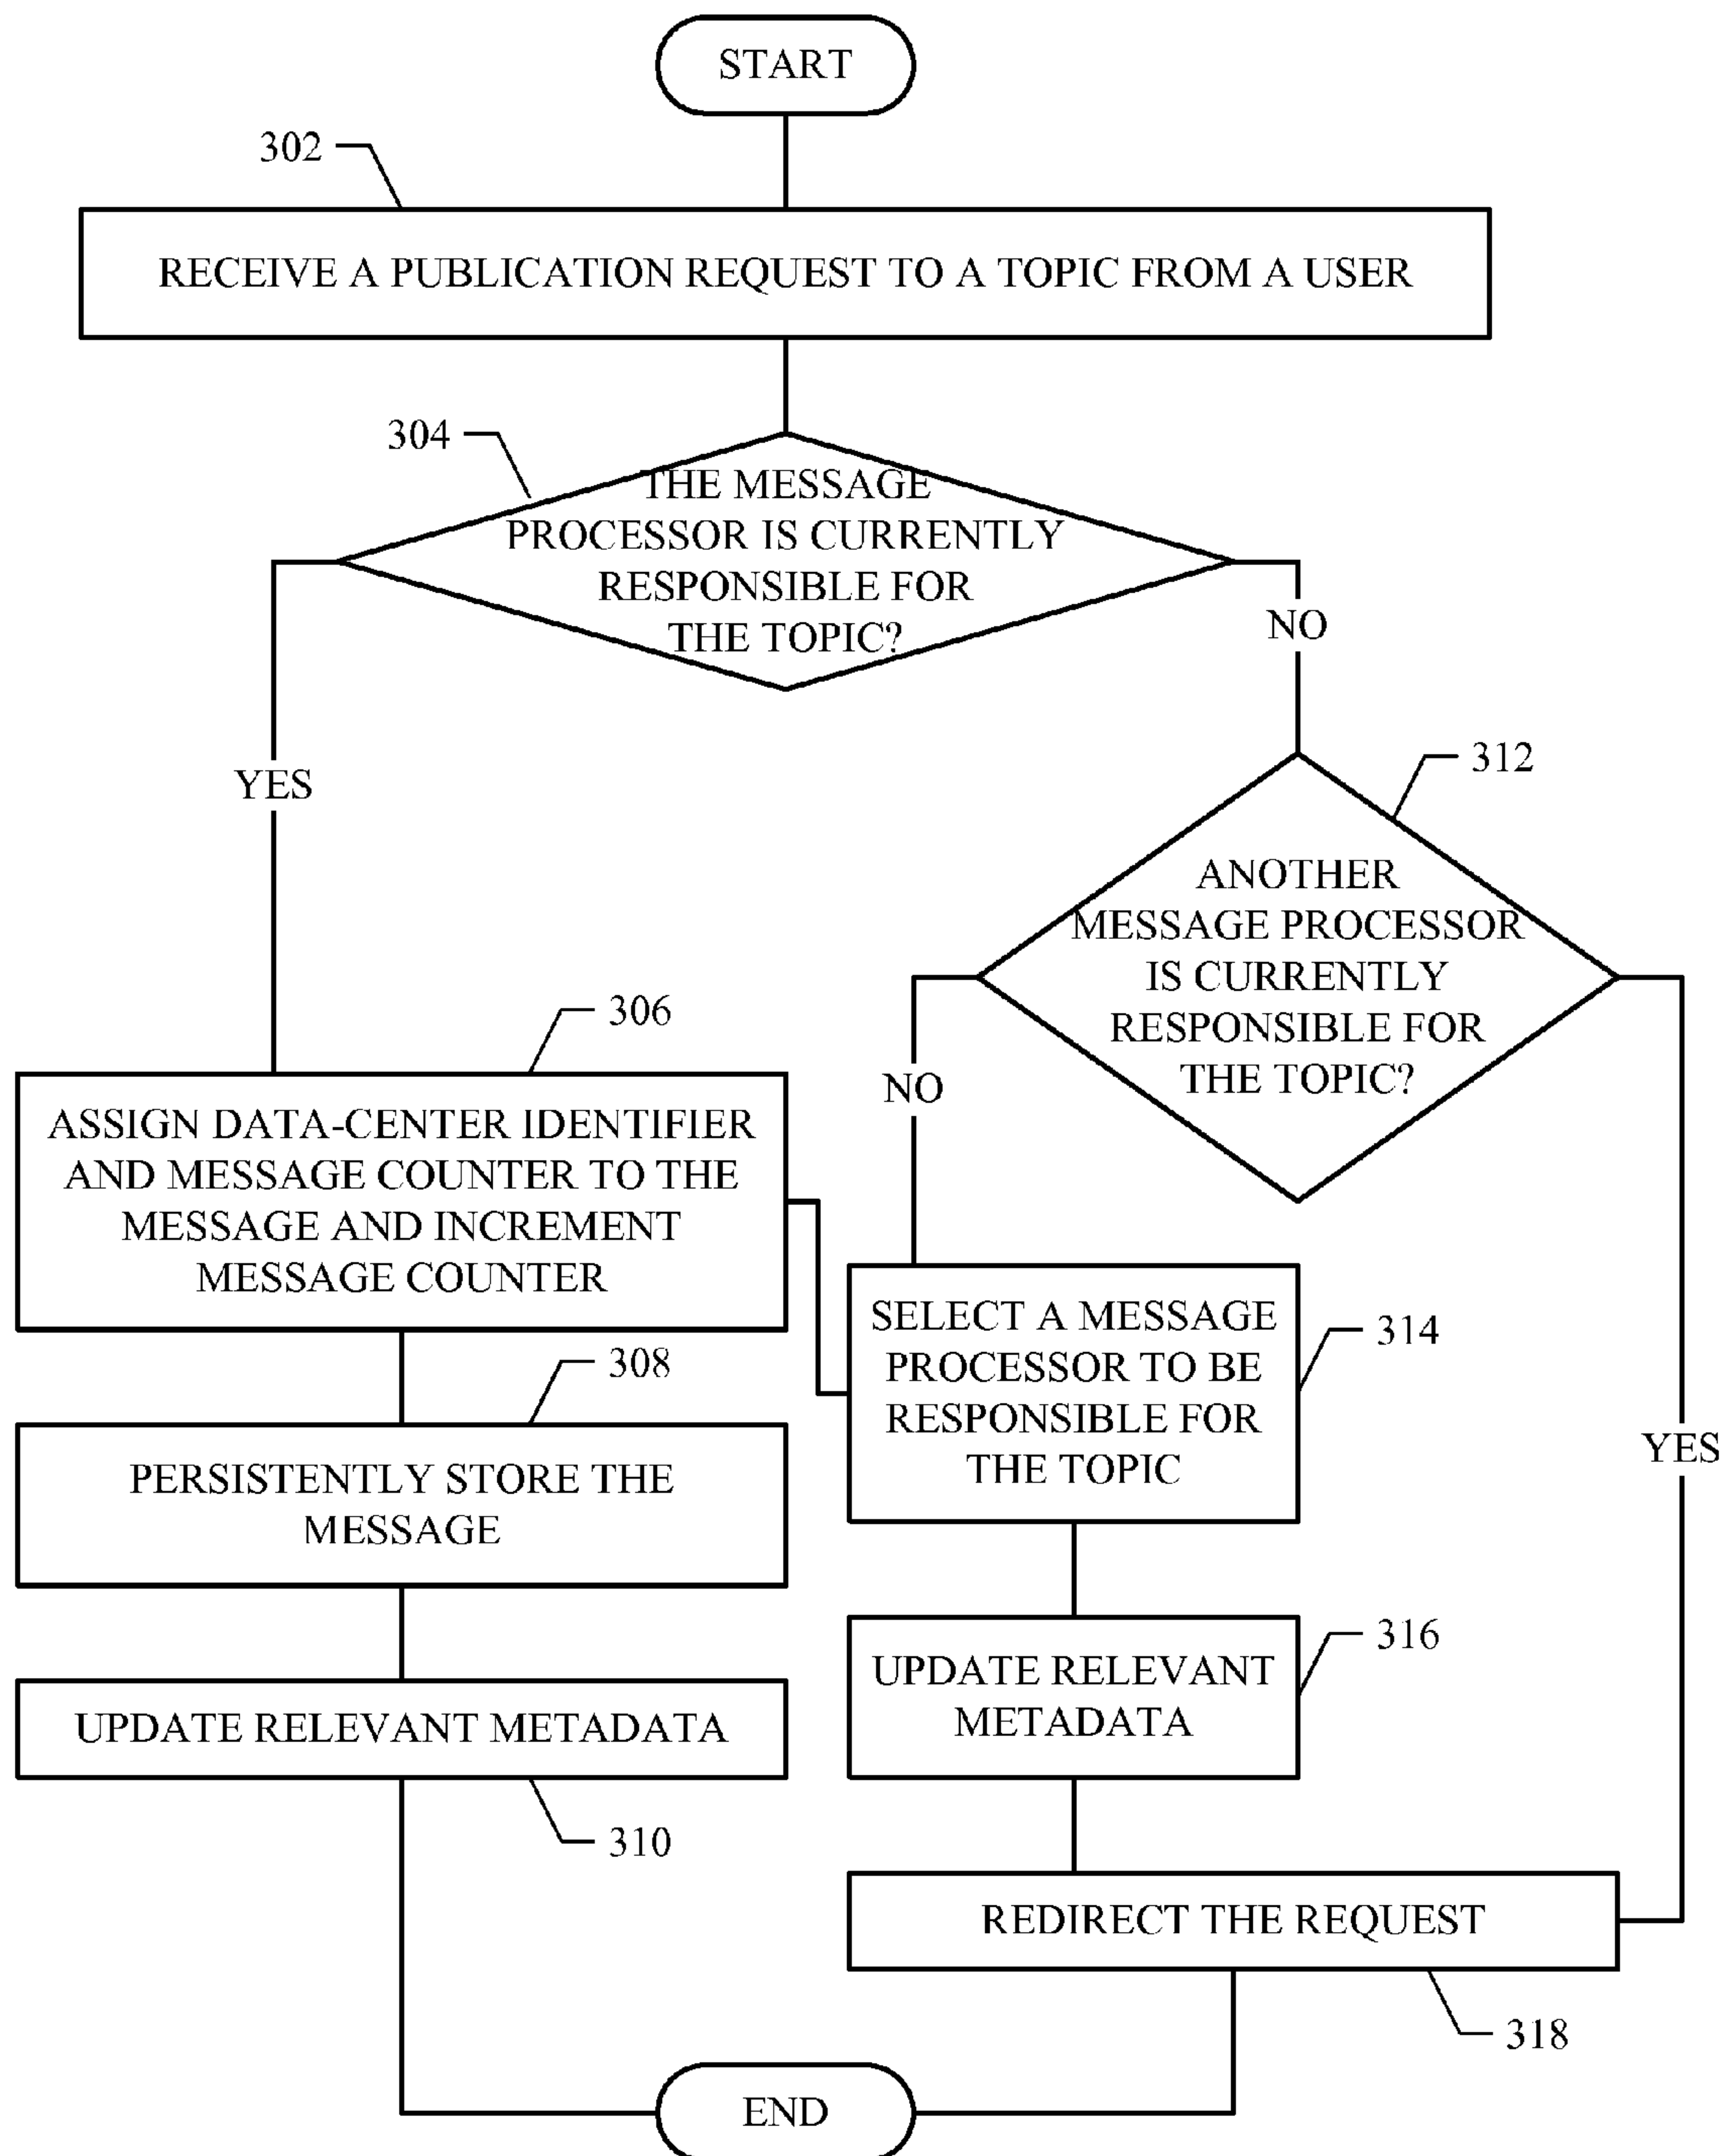 START
302
RECEIVE A PUBLICATION REQUEST TO A TOPIC FROM A USER
304
THE MESSAGE
PROCESSOR IS CURRENTLY
RESPONSIBLE FOR
THE TOPIC?
YES
NO
312
ANOTHER
MESSAGE PROCESSOR
IS CURRENTLY
RESPONSIBLE FOR
THE TOPIC?
NO
YES
306
ASSIGN DATA-CENTER IDENTIFIER
AND MESSAGE COUNTER TO THE
MESSAGE AND INCREMENT
MESSAGE COUNTER
308
PERSISTENTLY STORE THE
MESSAGE
UPDATE RELEVANT METADATA
310
SELECT A MESSAGE
PROCESSOR TO BE
RESPONSIBLE FOR
THE TOPIC
314
UPDATE RELEVANT
METADATA
316
REDIRECT THE REQUEST
318
END